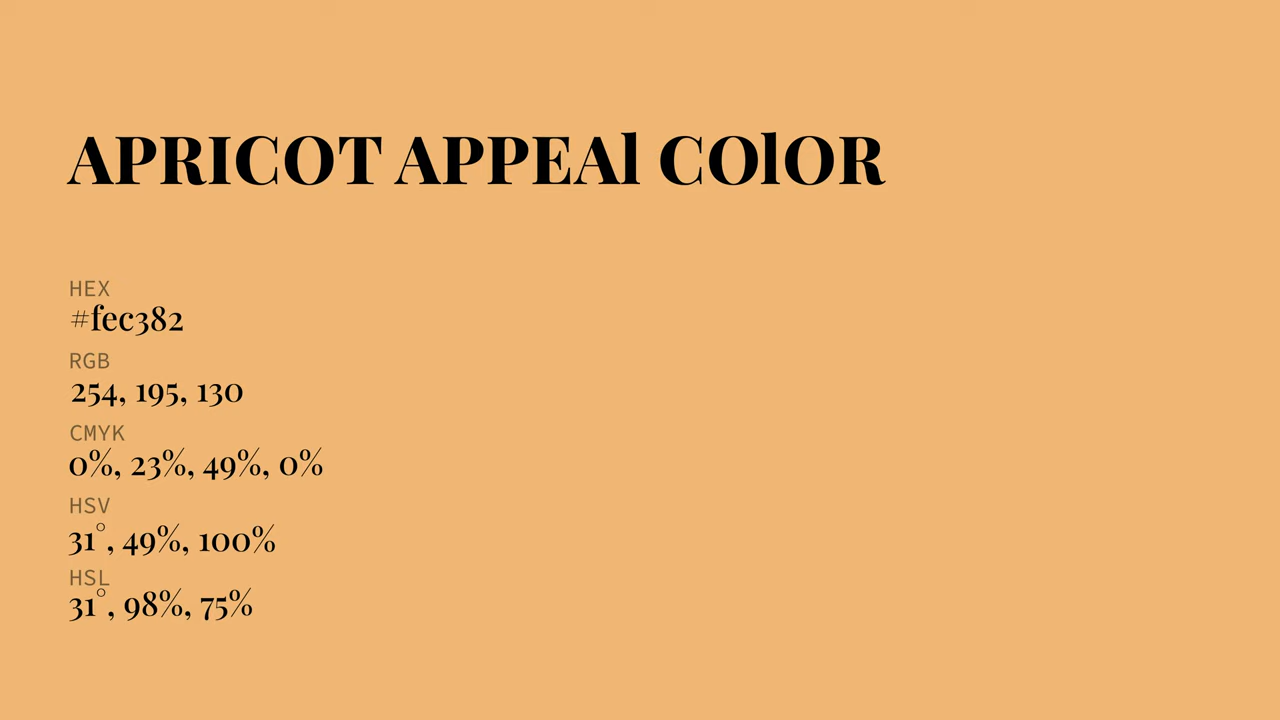 APRICOT APPEAl COlOR
HEX
#fec382
RGB
254, 195, 130
CMYK
0%, 23%, 49%, 0%
HSV
31°, 49%, 100%
HSL
31°, 98%, 75%